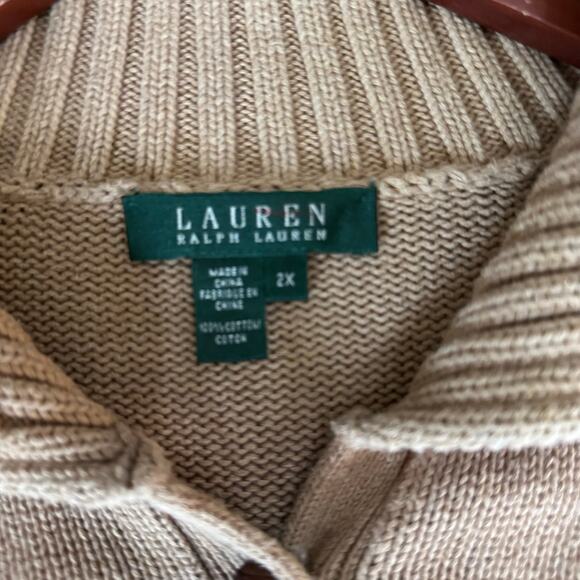 LAUREN
RALPH LAUREN
MADE IN
CHINA
FABRIQUE EN
CHINE
2X
100% COTTON/
COTON